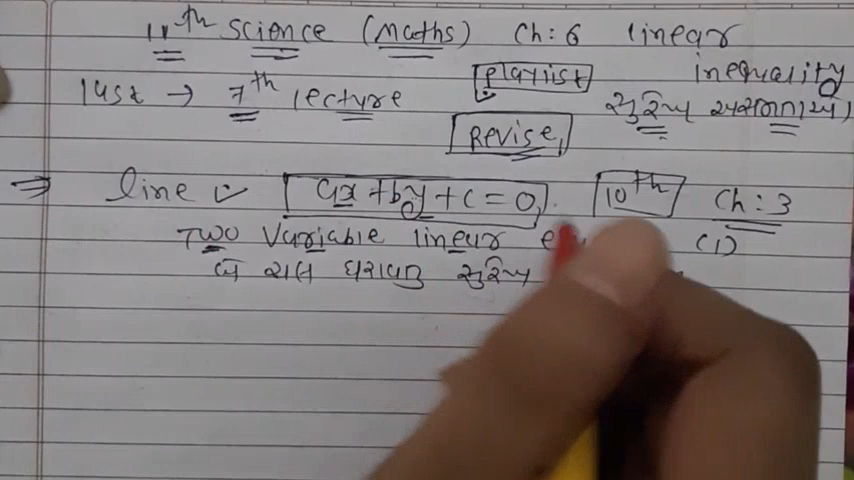 11th science (Maths) Ch: 6 linear
inequality
last → 7th lecture playlist સુરેખ અસમતાઓ
Revise,
⇒ line ax + by + c = 0, 10th Ch: 3
Two Variable linear (1)
બે ચલ ધરાવતુ સુરેખ